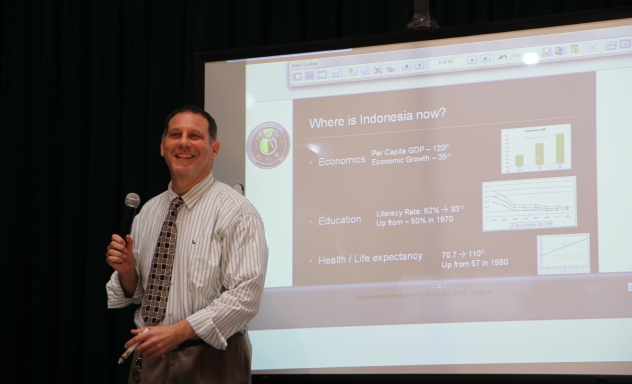 Where is Indonesia now?
Economics
Per Capita GDP – 120th
Economic Growth – 35th
Education
Literacy Rate: 92% → 93rd
Up from ~ 50% in 1970
Health / Life expectancy
70.7 → 110th
Up from 57 in 1980